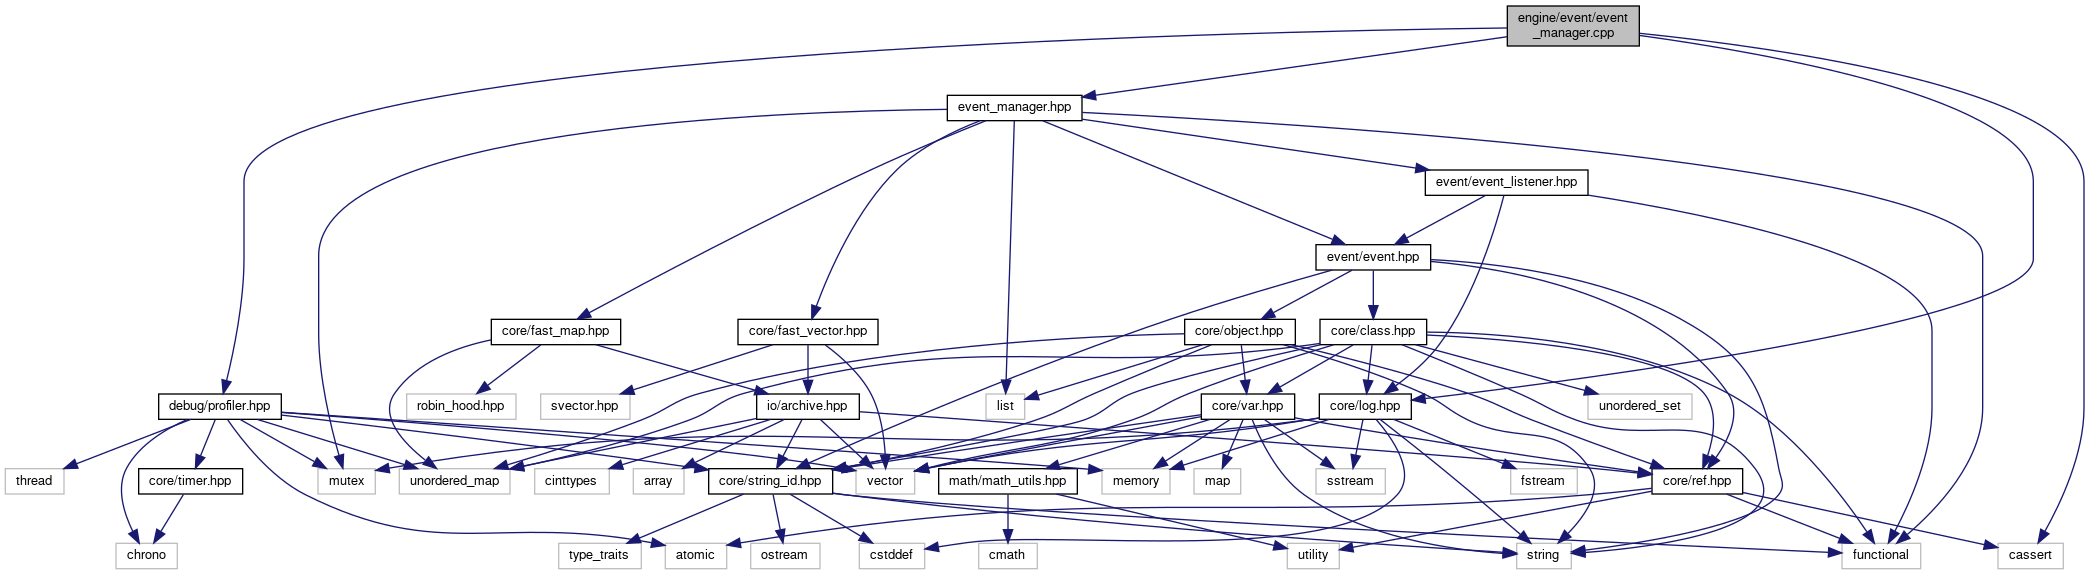 engine/event/event
_manager.cpp
event_manager.hpp
event/event_listener.hpp
event/event.hpp
core/fast_map.hpp
core/fast_vector.hpp
core/object.hpp
core/class.hpp
debug/profiler.hpp
robin_hood.hpp
svector.hpp
io/archive.hpp
list
core/var.hpp
core/log.hpp
unordered_set
thread
core/timer.hpp
mutex
unordered_map
cinttypes
array
core/string_id.hpp
vector
math/math_utils.hpp
memory
map
sstream
fstream
core/ref.hpp
chrono
type_traits
atomic
ostream
cstddef
cmath
utility
string
functional
cassert